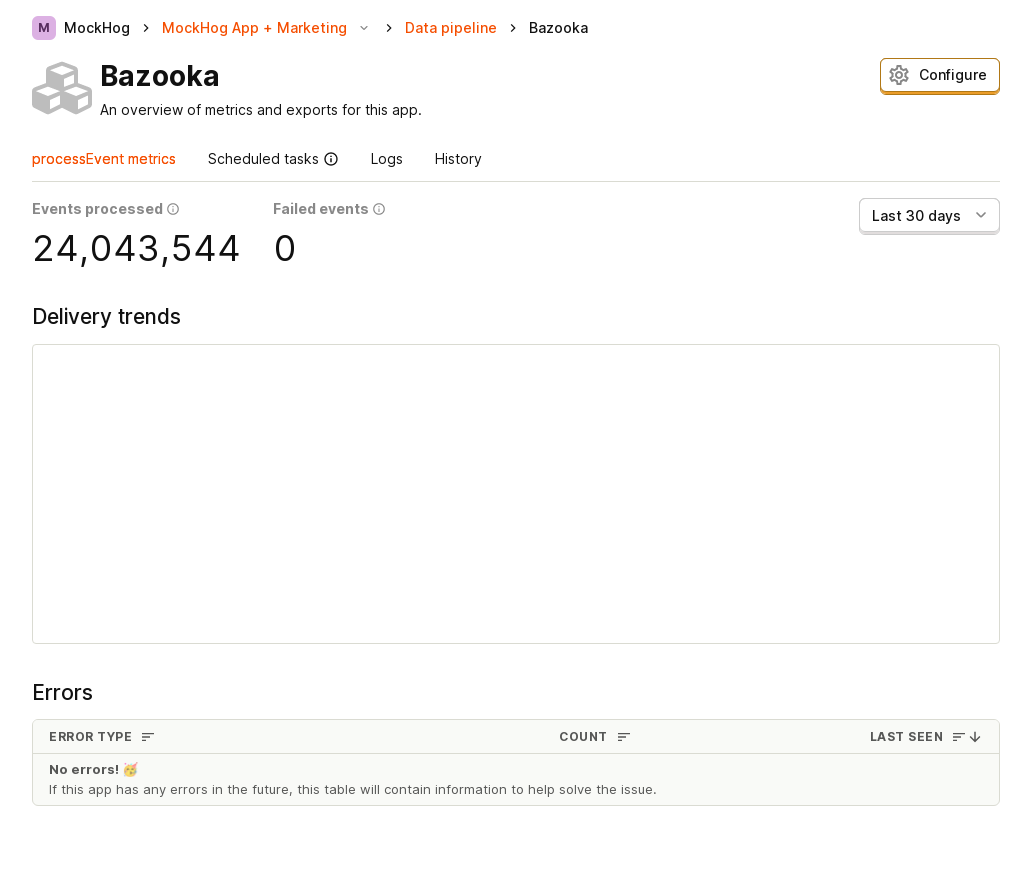 M MockHog MockHog App + Marketing Data pipeline Bazooka
Bazooka
An overview of metrics and exports for this app.
Configure
processEvent metrics Scheduled tasks Logs History
Events processed Failed events
24,043,544 0
Last 30 days
Delivery trends
Errors
ERROR TYPE COUNT LAST SEEN
No errors! 🥳
If this app has any errors in the future, this table will contain information to help solve the issue.